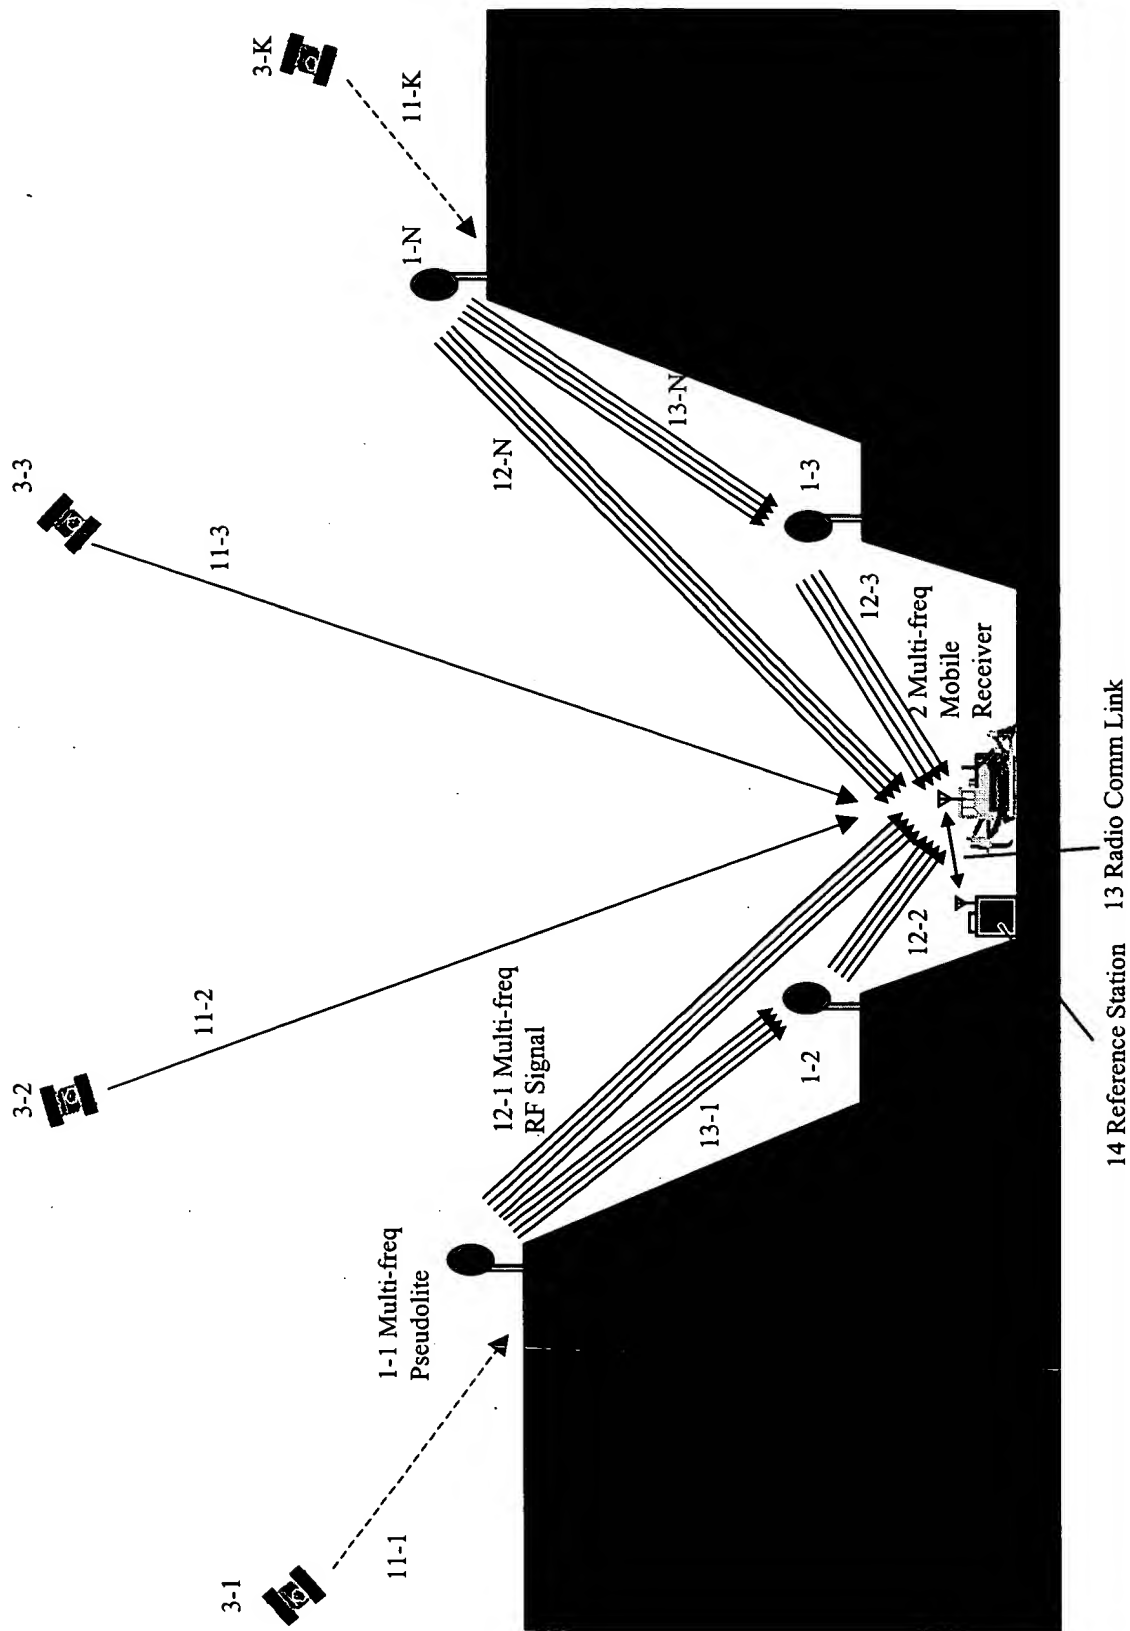 3-1
11-1
1-1 Multi-freq
Pseudolite
3-2
11-2
12-1 Multi-freq
RF Signal
13-1
1-2
12-2
3-3
11-3
12-N
13-N
1-3
12-3
2 Multi-freq
Mobile
Receiver
1-N
11-K
3-K
14 Reference Station
13 Radio Comm Link